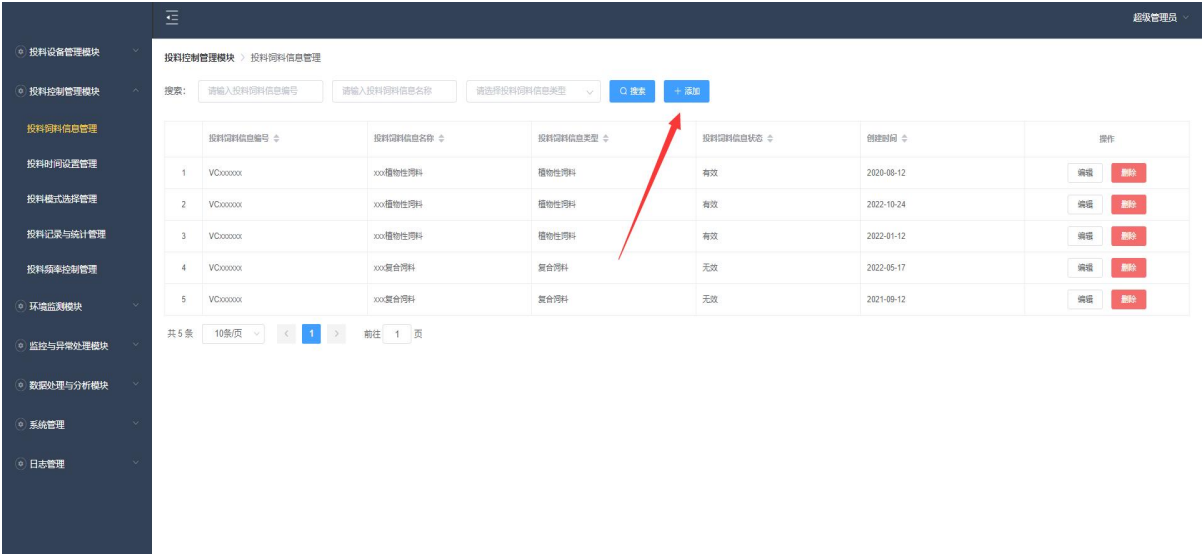 超级管理员
投料设备管理模块
投料控制管理模块
投料饲料信息管理
投料时间设置管理
投料模式选择管理
投料记录与统计管理
投料频率控制管理
环境监测模块
监控与异常处理模块
数据处理与分析模块
系统管理
日志管理
投料控制管理模块 > 投料饲料信息管理
搜索： 请输入投料饲料信息编号 请输入投料饲料信息名称 请选择投料饲料信息类型 搜索 + 添加
投料饲料信息编号 投料饲料信息名称 投料饲料信息类型 投料饲料信息状态 创建时间 操作
1 VCxxxxxx xxx植物性饲料 植物性饲料 有效 2020-08-12 编辑 删除
2 VCxxxxxx xxx植物性饲料 植物性饲料 有效 2022-10-24 编辑 删除
3 VCxxxxxx xxx植物性饲料 植物性饲料 有效 2022-01-12 编辑 删除
4 VCxxxxxx xxx复合饲料 复合饲料 无效 2022-05-17 编辑 删除
5 VCxxxxxx xxx复合饲料 复合饲料 无效 2021-09-12 编辑 删除
共 5 条 10条/页 < 1 > 前往 1 页